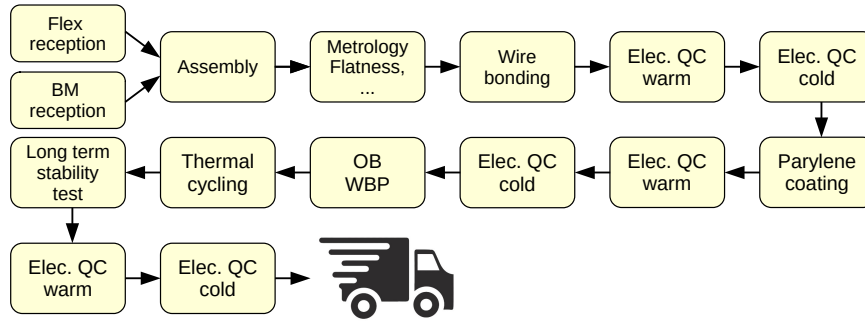 Flex
reception
BM
reception
Assembly
Metrology
Flatness,
...
Wire
bonding
Elec. QC
warm
Elec. QC
cold
Parylene
coating
Elec. QC
warm
Elec. QC
cold
OB
WBP
Thermal
cycling
Long term
stability
test
Elec. QC
warm
Elec. QC
cold